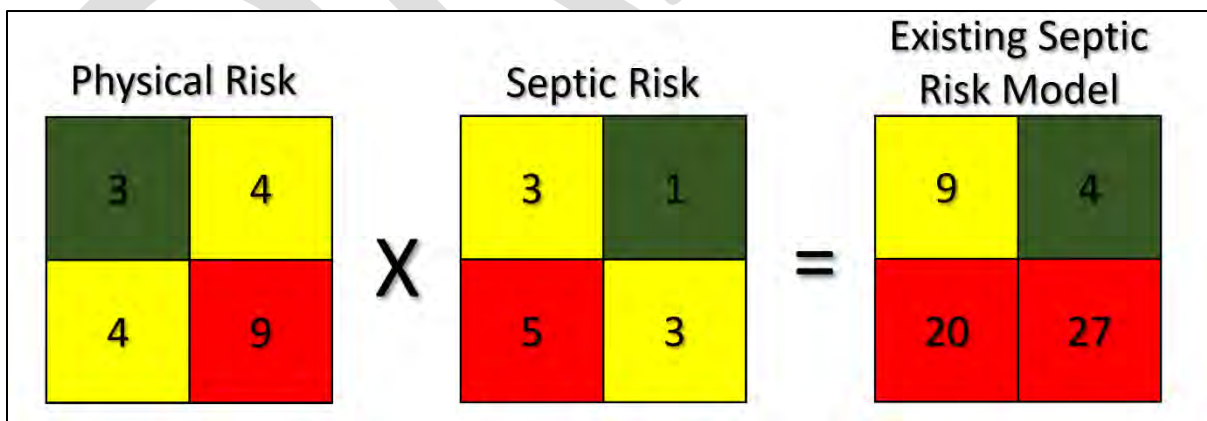 Physical Risk
Septic Risk
Existing Septic
Risk Model
3 4
4 9
X
3 1
5 3
=
9 4
20 27